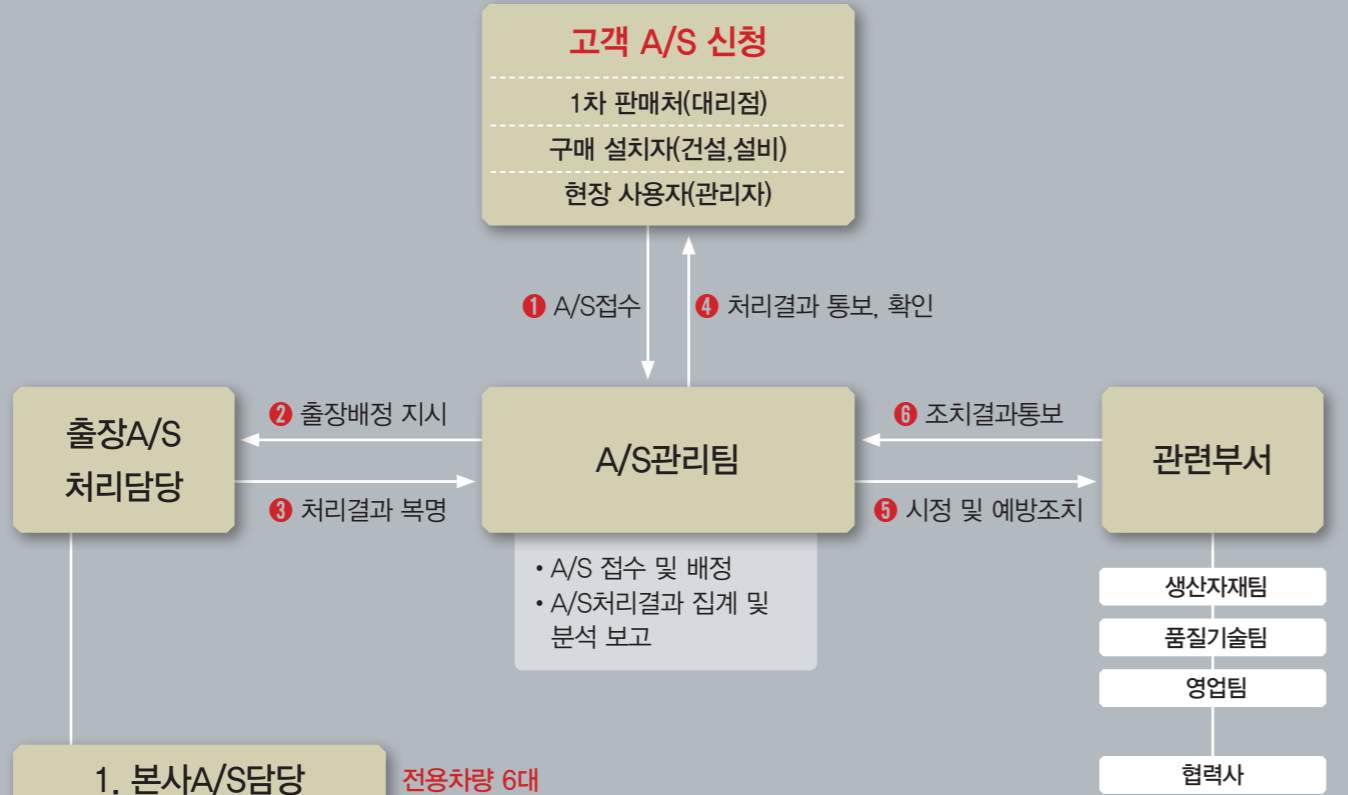 고객 A/S 신청
1차 판매처(대리점)
구매 설치자(건설,설비)
현장 사용자(관리자)
❶ A/S접수
❹ 처리결과 통보, 확인
출장A/S
처리담당
❷ 출장배정 지시
❸ 처리결과 복명
A/S관리팀
❻ 조치결과통보
❺ 시정 및 예방조치
관련부서
• A/S 접수 및 배정
• A/S처리결과 집계 및
분석 보고
생산자재팀
품질기술팀
영업팀
협력사
1. 본사A/S담당
전용차량 6대